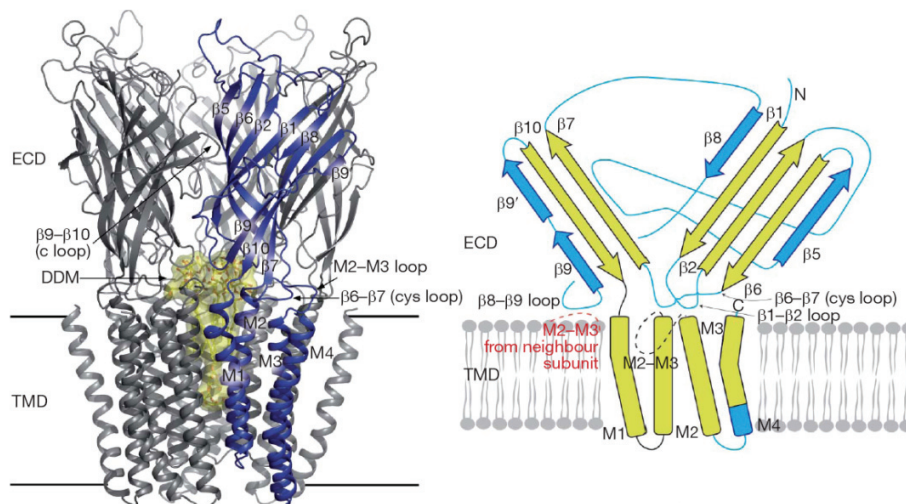 β5
β6
β2
β1
β8
β9
ECD
β9
β10
β7
β9–β10
(c loop)
DDM
M2–M3 loop
β6–β7 (cys loop)
M2
M3
M4
M1
TMD
N
β1
β10
β7
β8
β9′
ECD
β9
β2
β5
β6
β8–β9 loop
C
β6–β7 (cys loop)
β1–β2 loop
M2–M3
from neighbour
subunit
M3
M2–M3
TMD
M1
M2
M4